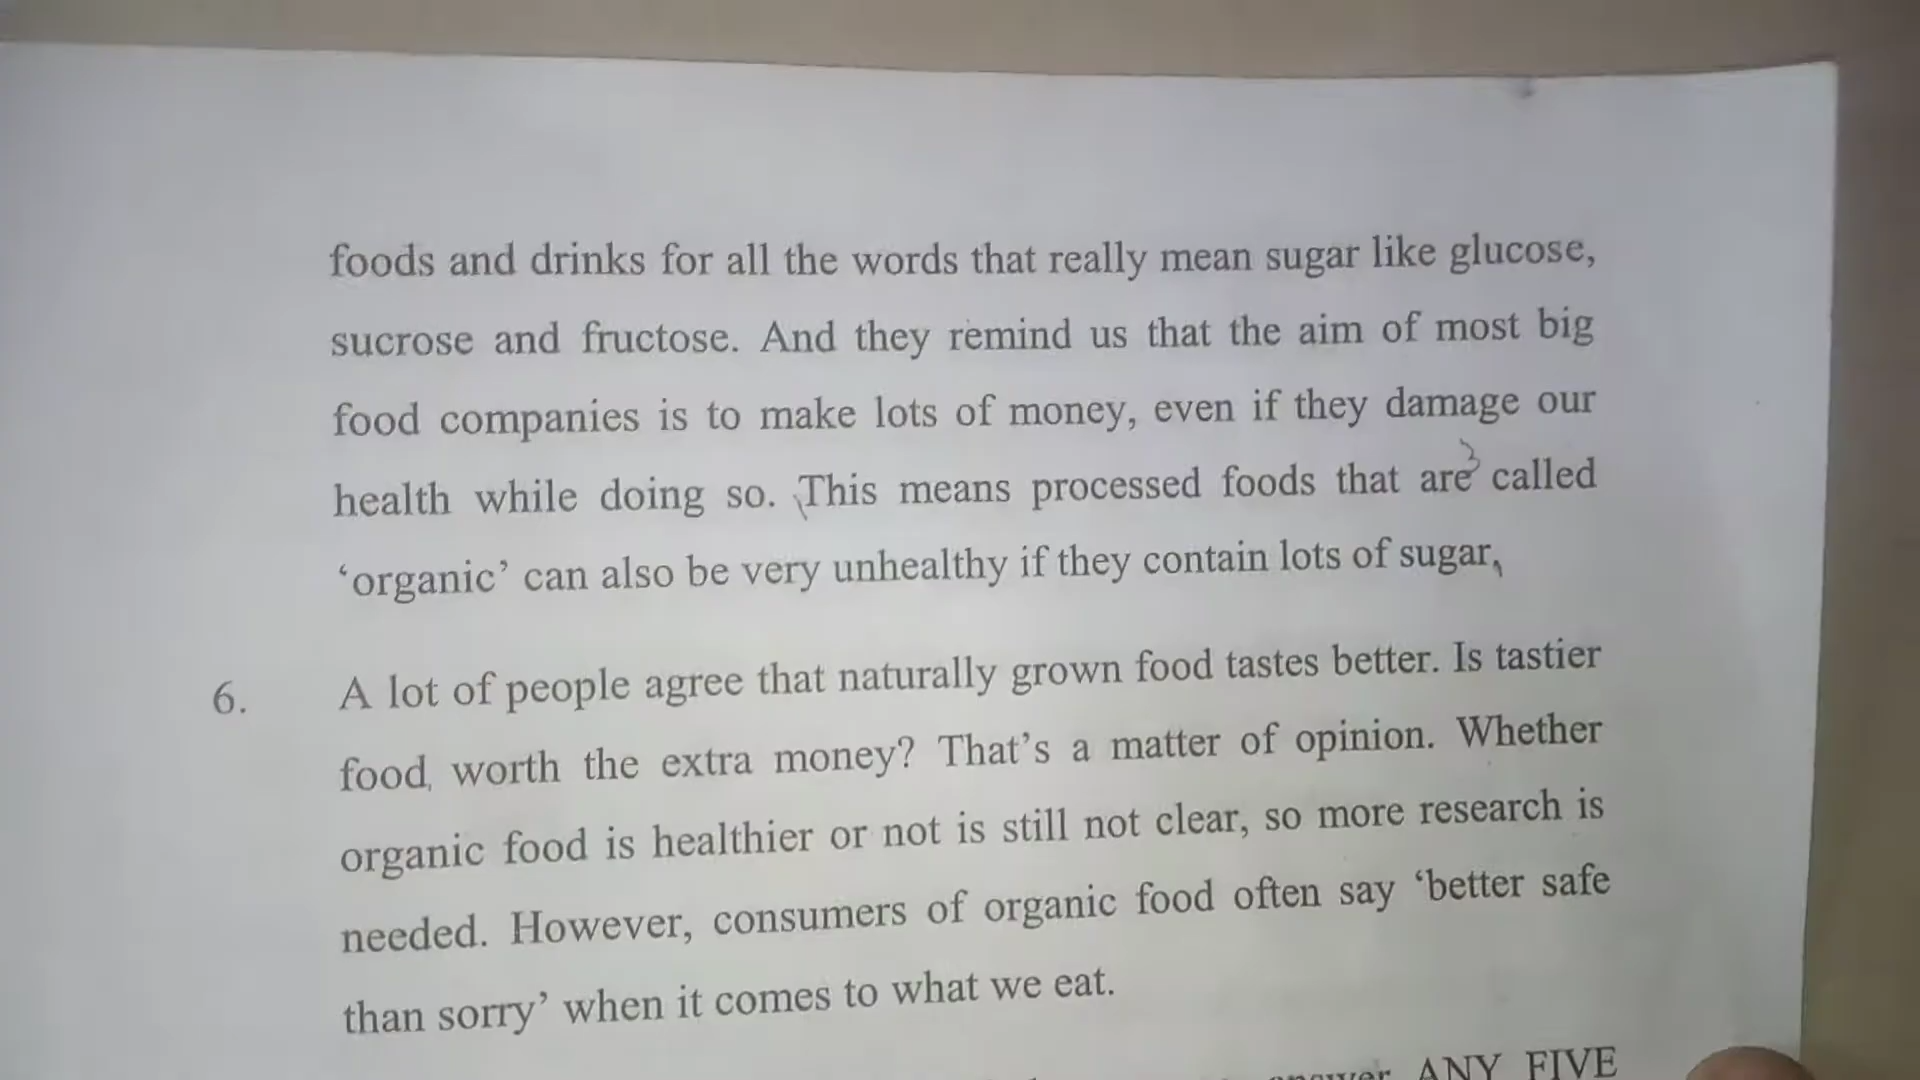 foods and drinks for all the words that really mean sugar like glucose,
sucrose and fructose. And they remind us that the aim of most big
food companies is to make lots of money, even if they damage our
health while doing so. This means processed foods that are called
‘organic’ can also be very unhealthy if they contain lots of sugar,
6. A lot of people agree that naturally grown food tastes better. Is tastier
food, worth the extra money? That’s a matter of opinion. Whether
organic food is healthier or not is still not clear, so more research is
needed. However, consumers of organic food often say ‘better safe
than sorry’ when it comes to what we eat.
answer ANY FIVE